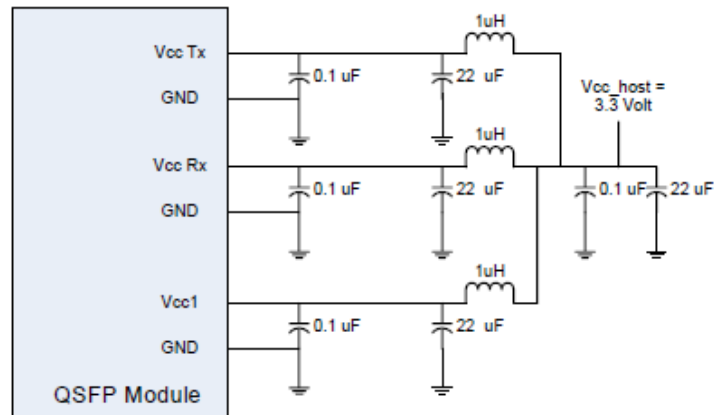 1uH
Vcc Tx
0.1 uF
22 uF
GND
Vcc_host =
3.3 Volt
1uH
Vcc Rx
0.1 uF
22 uF
0.1 uF
22 uF
GND
1uH
Vcc1
0.1 uF
22 uF
GND
QSFP Module